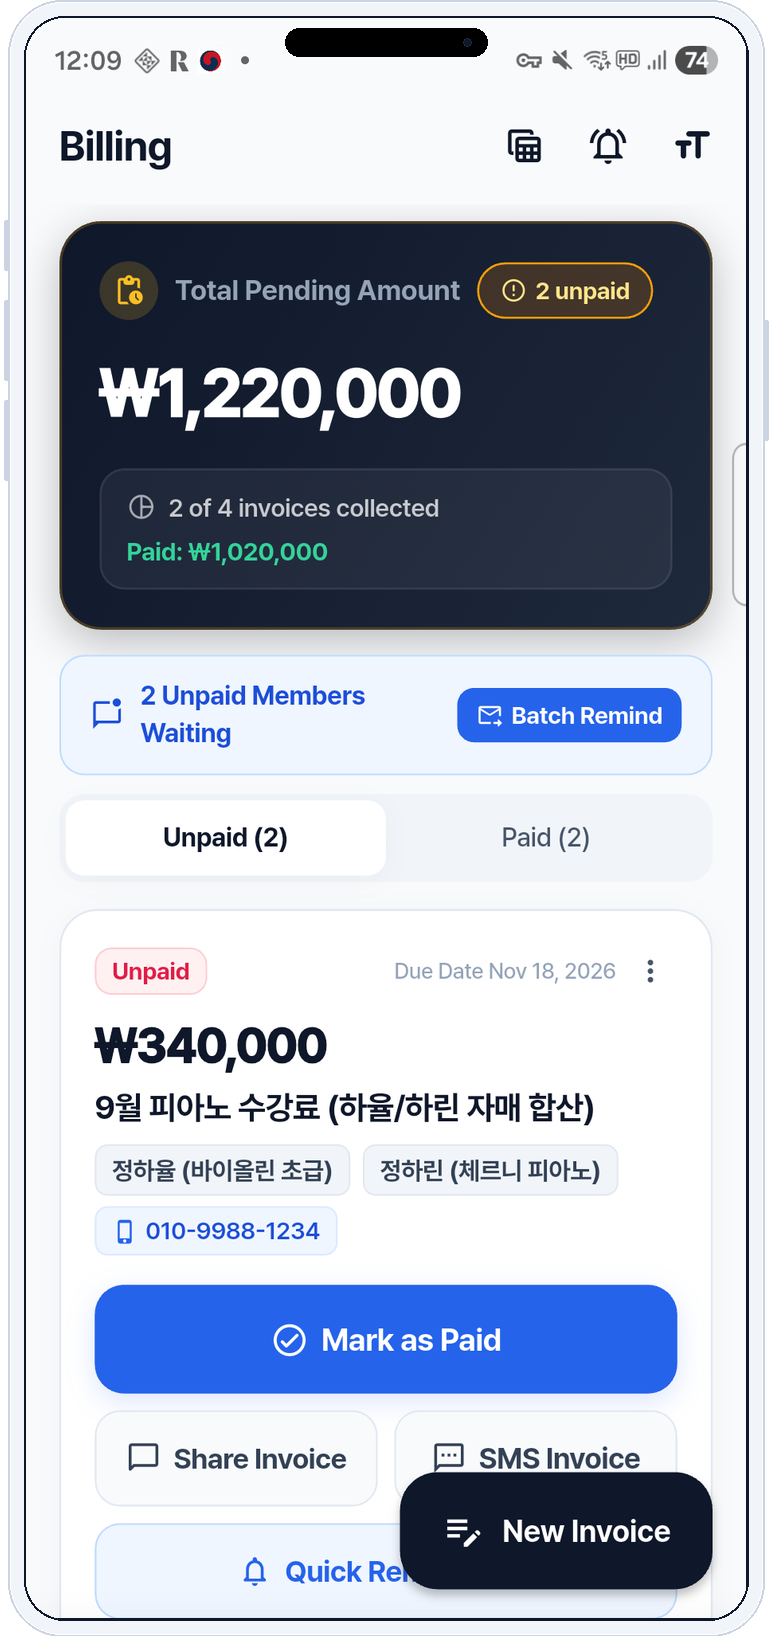 12:09
HD
74
Billing
Total Pending Amount
2 unpaid
₩1,220,000
2 of 4 invoices collected
Paid: ₩1,020,000
2 Unpaid Members
Waiting
Batch Remind
Unpaid (2)
Paid (2)
Unpaid
Due Date Nov 18, 2026
₩340,000
9월 피아노 수강료 (하율/하린 자매 합산)
정하율 (바이올린 초급)
정하린 (체르니 피아노)
010-9988-1234
Mark as Paid
Share Invoice
SMS Invoice
New Invoice
Quick